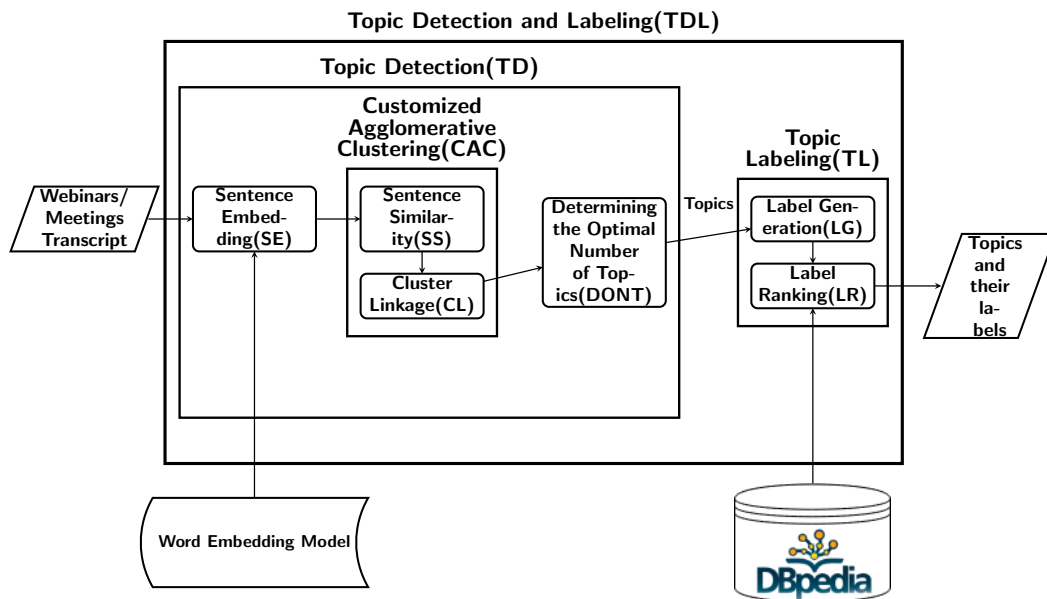 Topic Detection and Labeling(TDL)
Topic Detection(TD)
Customized
Agglomerative
Clustering(CAC)
Topic
Labeling(TL)
Webinars/
Meetings
Transcript
Sentence
Embed-
ding(SE)
Sentence
Similar-
ity(SS)
Cluster
Linkage(CL)
Determining
the Optimal
Number
of Top-
ics(DONT)
Topics
Label Gen-
eration(LG)
Label
Ranking(LR)
Topics
and
their
la-
bels
Word Embedding Model
DBpedia